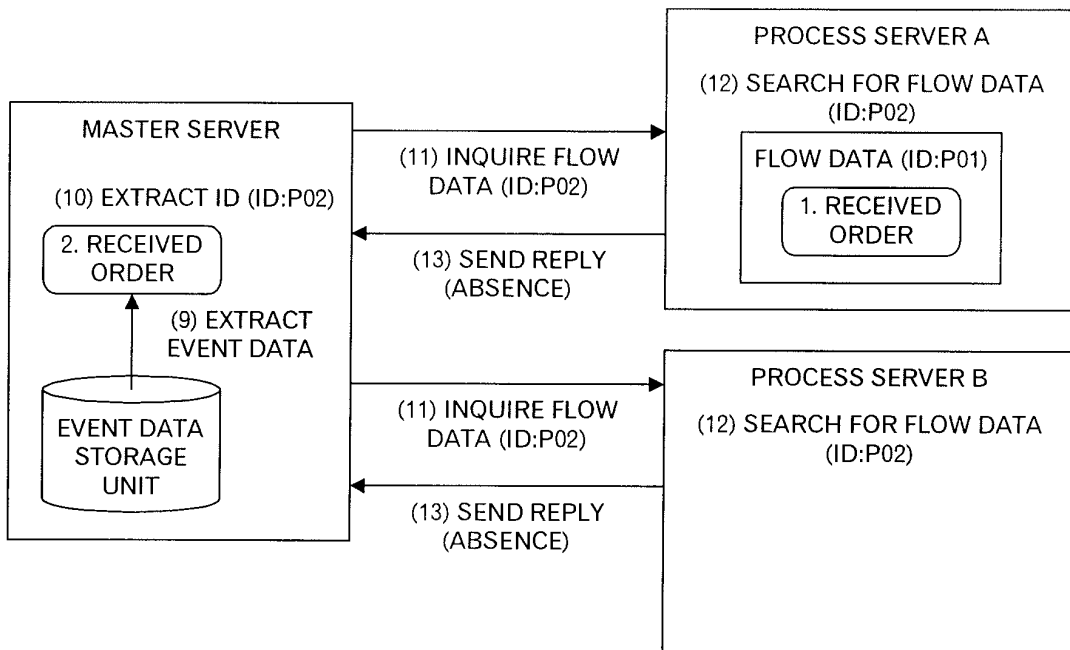 MASTER SERVER
(10) EXTRACT ID (ID:P02)
2. RECEIVED
ORDER
(9) EXTRACT
EVENT DATA
EVENT DATA
STORAGE
UNIT
(11) INQUIRE FLOW
DATA (ID:P02)
(13) SEND REPLY
(ABSENCE)
(11) INQUIRE FLOW
DATA (ID:P02)
(13) SEND REPLY
(ABSENCE)
PROCESS SERVER A
(12) SEARCH FOR FLOW DATA
(ID:P02)
FLOW DATA (ID:P01)
1. RECEIVED
ORDER
PROCESS SERVER B
(12) SEARCH FOR FLOW DATA
(ID:P02)